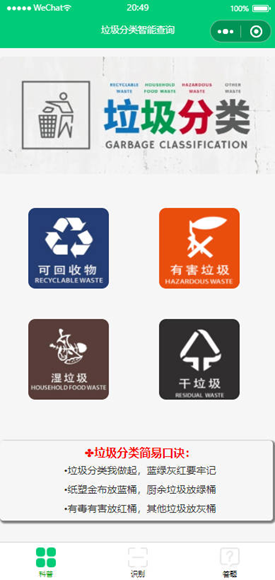 WeChat
20:49
100%
垃圾分类智能查询
RECYCLABLE WASTE
HOUSEHOLD FOOD WASTE
HAZARDOUS WASTE
OTHER WASTE
垃圾分类
GARBAGE CLASSIFICATION
可回收物
RECYCLABLE WASTE
有害垃圾
HAZARDOUS WASTE
湿垃圾
HOUSEHOLD FOOD WASTE
干垃圾
RESIDUAL WASTE
垃圾分类简易口诀：
•垃圾分类我做起，蓝绿灰红要牢记
•纸塑金布放蓝桶，厨余垃圾放绿桶
•有毒有害放红桶，其他垃圾放灰桶
科普
识别
答题